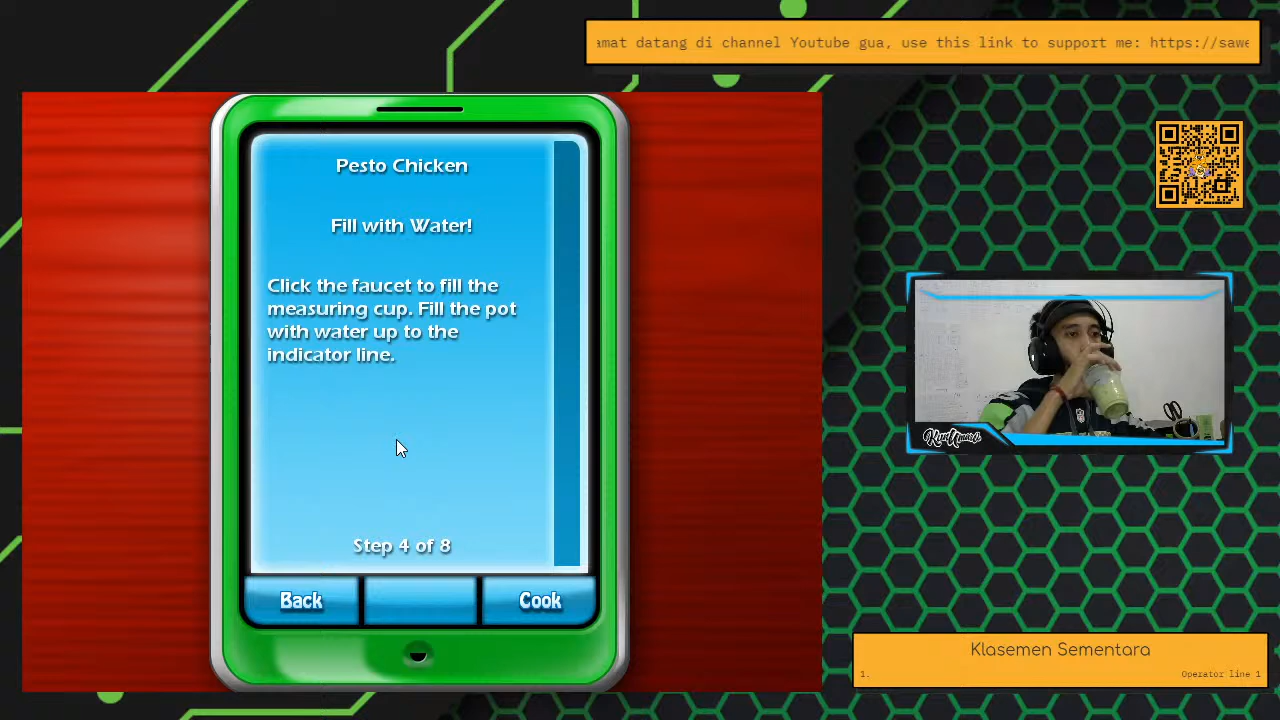 amat datang di channel Youtube gua, use this link to support me: https://sawe
Pesto Chicken
Fill with Water!
Click the faucet to fill the
measuring cup. Fill the pot
with water up to the
indicator line.
Step 4 of 8
Back
Cook
Klasemen Sementara
1.
Operator line 1